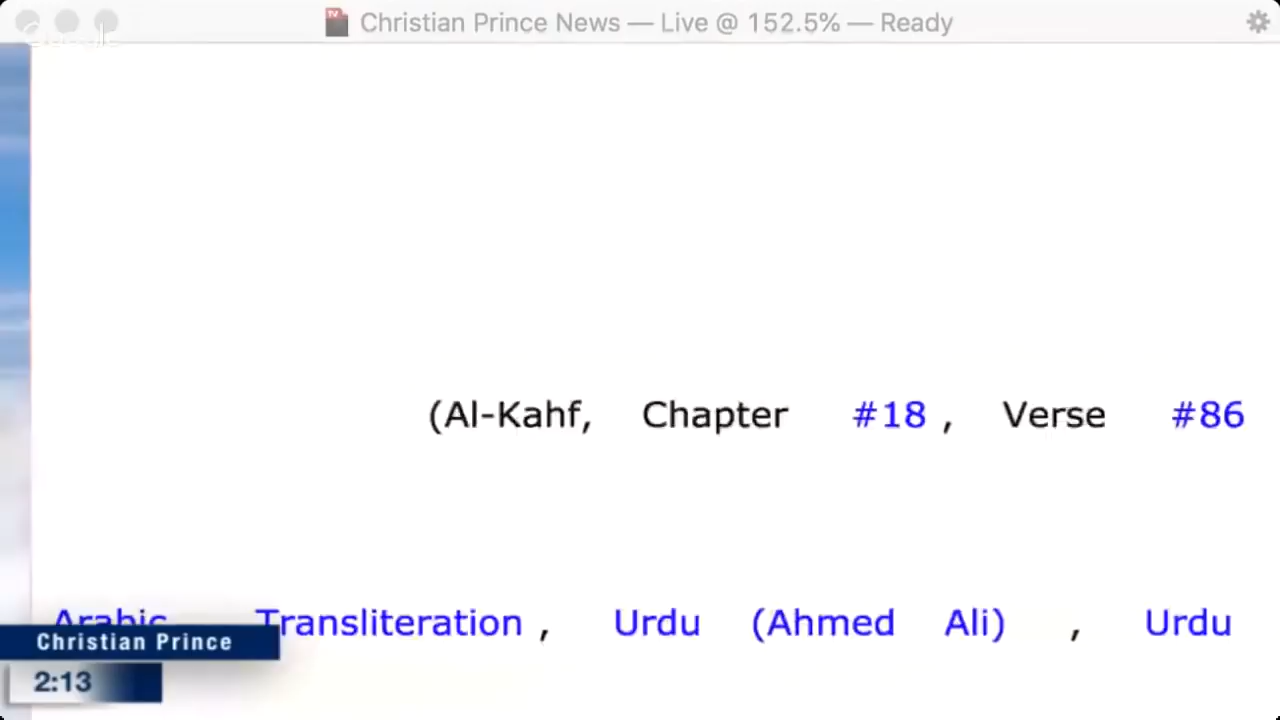 Christian Prince News — Live @ 152.5% — Ready
(Al-Kahf, Chapter #18 , Verse #86
Arabic Transliteration , Urdu (Ahmed Ali) , Urdu
Christian Prince
2:13